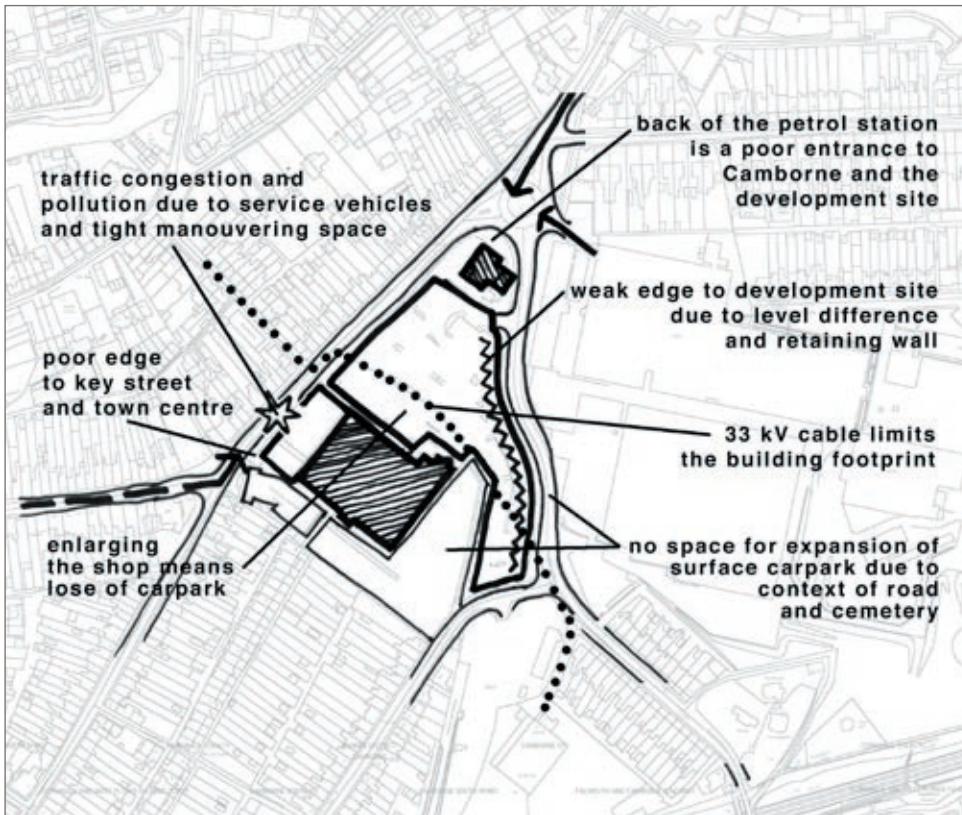 back of the petrol station
is a poor entrance to
Camborne and the
development site
traffic congestion and
pollution due to service vehicles
and tight manouvering space
weak edge to development site
due to level difference
and retaining wall
poor edge
to key street
and town centre
33 kV cable limits
the building footprint
enlarging
the shop means
lose of carpark
no space for expansion of
surface carpark due to
context of road
and cemetery